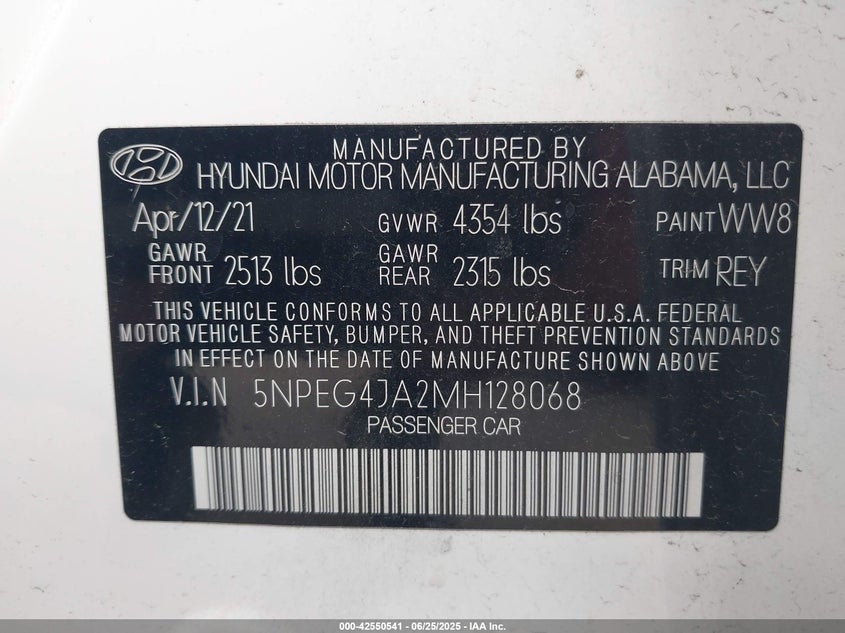 MANUFACTURED BY
HYUNDAI MOTOR MANUFACTURING ALABAMA, LLC
Apr/12/21 GVWR 4354 lbs PAINT WW8
GAWR FRONT 2513 lbs GAWR REAR 2315 lbs TRIM REY
THIS VEHICLE CONFORMS TO ALL APPLICABLE U.S.A. FEDERAL
MOTOR VEHICLE SAFETY, BUMPER, AND THEFT PREVENTION STANDARDS
IN EFFECT ON THE DATE OF MANUFACTURE SHOWN ABOVE
V.I.N 5NPEG4JA2MH128068
PASSENGER CAR
000-42550541 - 06/25/2025 - IAA Inc.